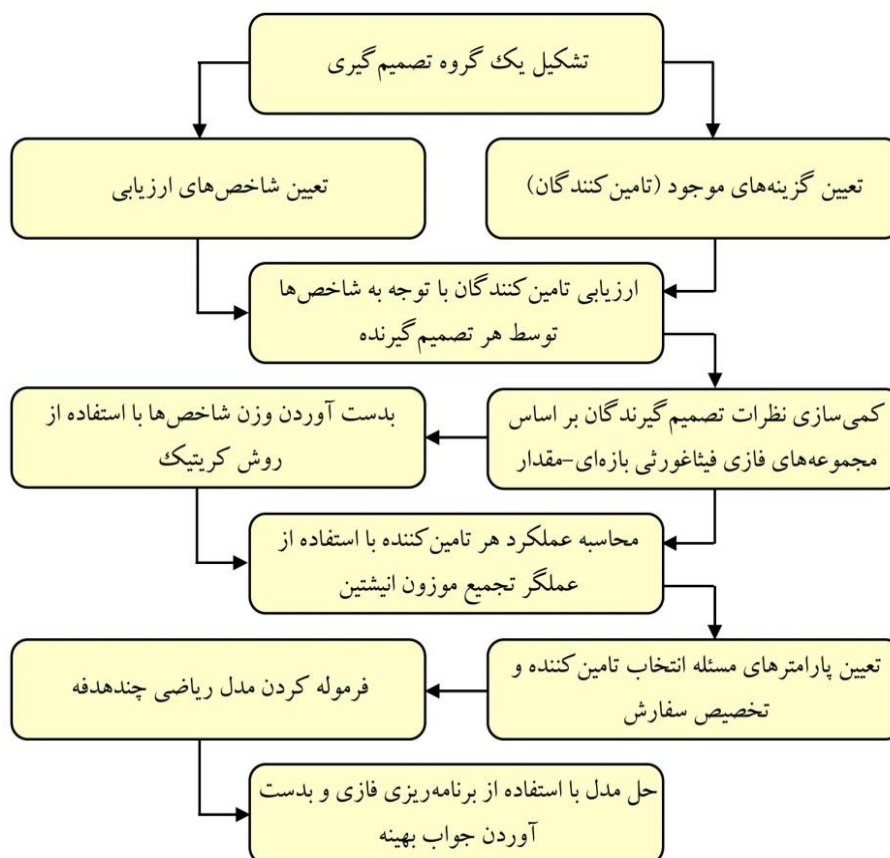 تشکیل یک گروه تصمیم‌گیری
تعیین گزینه‌های موجود (تامین‌کنندگان)
تعیین شاخص‌های ارزیابی
ارزیابی تامین‌کنندگان با توجه به شاخص‌ها
توسط هر تصمیم‌گیرنده
کمی‌سازی نظرات تصمیم‌گیرندگان بر اساس
مجموعه‌های فازی فیثاغورثی بازه‌ای-مقدار
بدست آوردن وزن شاخص‌ها با استفاده از
روش کریتیک
محاسبه عملکرد هر تامین‌کننده با استفاده از
عملگر تجمیع موزون انیشتین
تعیین پارامترهای مسئله انتخاب تامین‌کننده و
تخصیص سفارش
فرموله کردن مدل ریاضی چندهدفه
حل مدل با استفاده از برنامه‌ریزی فازی و بدست
آوردن جواب بهینه